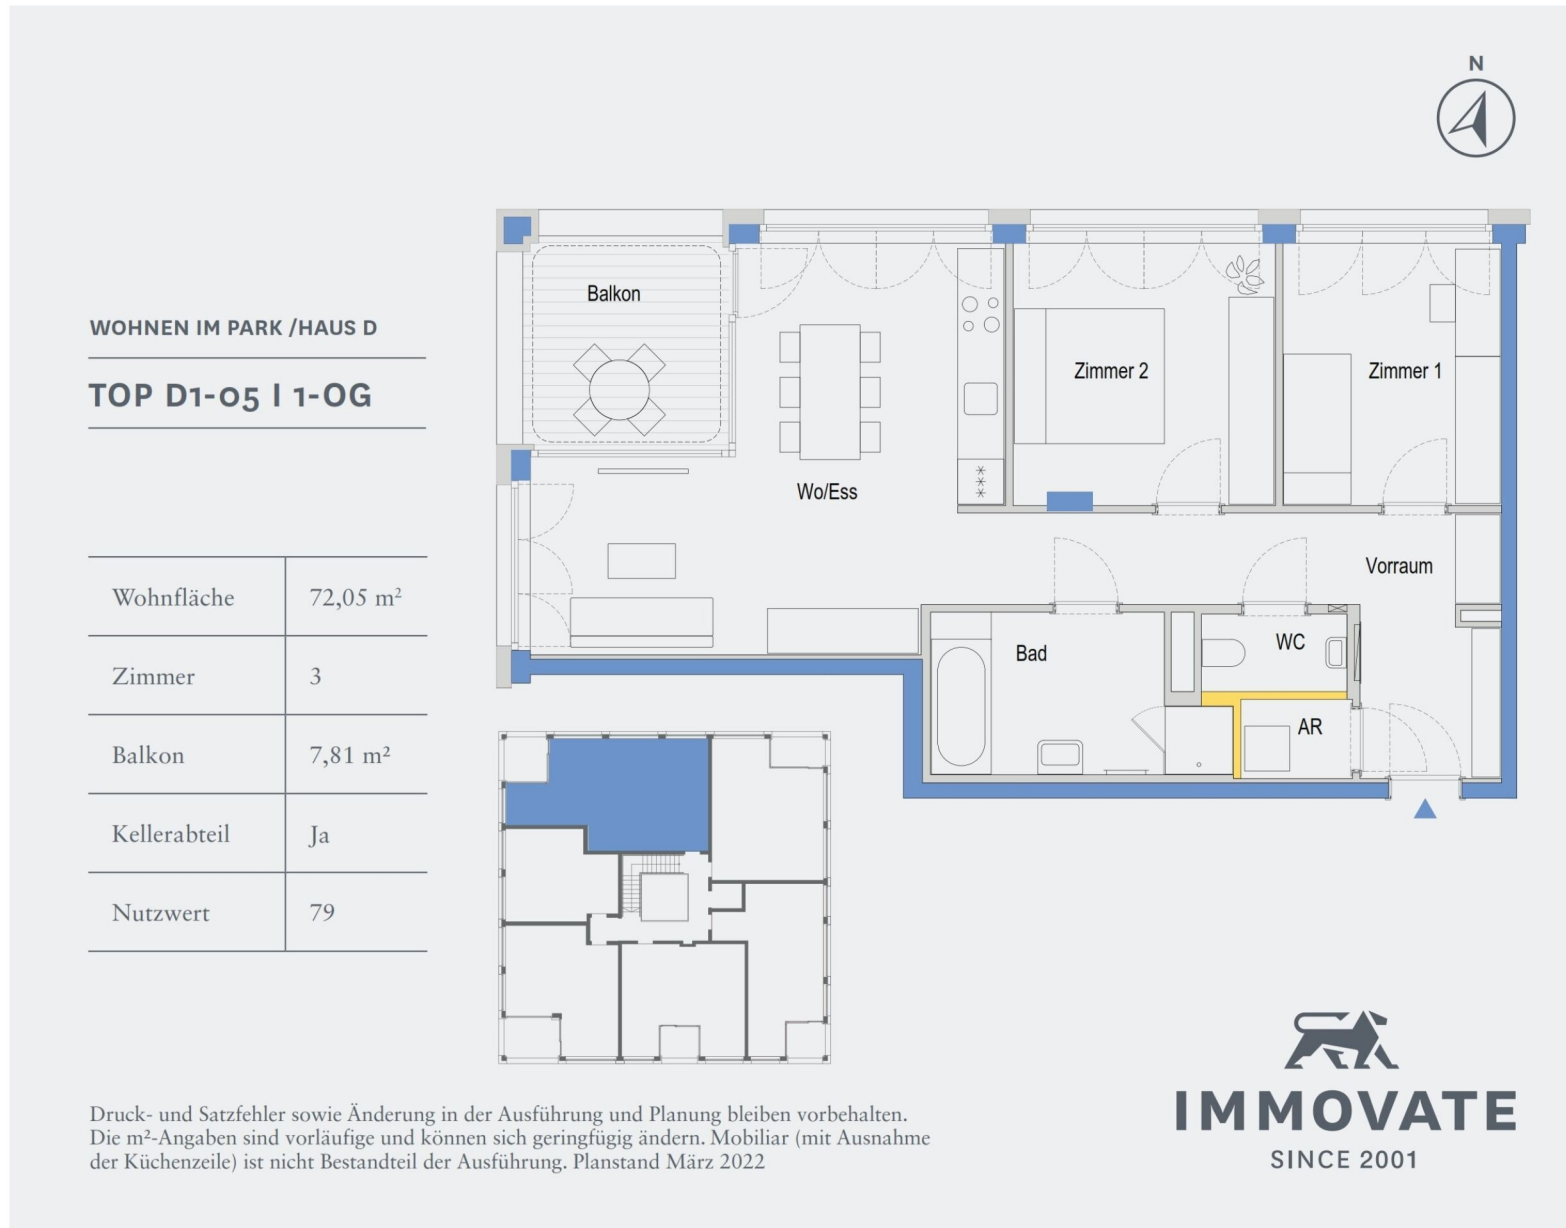 N
WOHNEN IM PARK /HAUS D
TOP D1-05 I 1-OG
Wohnfläche 72,05 m²
Zimmer 3
Balkon 7,81 m²
Kellerabteil Ja
Nutzwert 79
Balkon
Wo/Ess
Zimmer 2
Zimmer 1
Vorraum
Bad
WC
AR
Druck- und Satzfehler sowie Änderung in der Ausführung und Planung bleiben vorbehalten.
Die m²-Angaben sind vorläufige und können sich geringfügig ändern. Mobiliar (mit Ausnahme
der Küchenzeile) ist nicht Bestandteil der Ausführung. Planstand März 2022
IMMOVATE
SINCE 2001